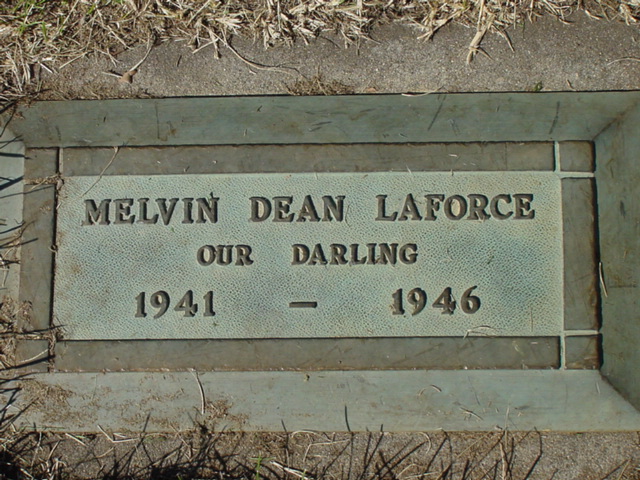 MELVIN DEAN LAFORCE
OUR DARLING
1941 — 1946